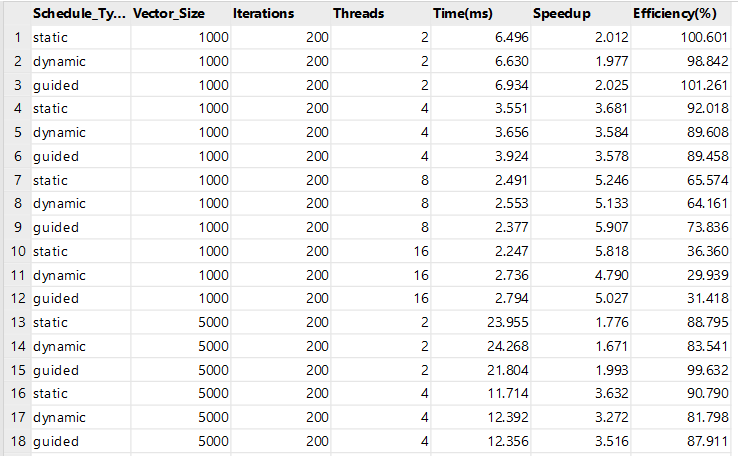 Schedule_Ty... Vector_Size Iterations Threads Time(ms) Speedup Efficiency(%)
1 static 1000 200 2 6.496 2.012 100.601
2 dynamic 1000 200 2 6.630 1.977 98.842
3 guided 1000 200 2 6.934 2.025 101.261
4 static 1000 200 4 3.551 3.681 92.018
5 dynamic 1000 200 4 3.656 3.584 89.608
6 guided 1000 200 4 3.924 3.578 89.458
7 static 1000 200 8 2.491 5.246 65.574
8 dynamic 1000 200 8 2.553 5.133 64.161
9 guided 1000 200 8 2.377 5.907 73.836
10 static 1000 200 16 2.247 5.818 36.360
11 dynamic 1000 200 16 2.736 4.790 29.939
12 guided 1000 200 16 2.794 5.027 31.418
13 static 5000 200 2 23.955 1.776 88.795
14 dynamic 5000 200 2 24.268 1.671 83.541
15 guided 5000 200 2 21.804 1.993 99.632
16 static 5000 200 4 11.714 3.632 90.790
17 dynamic 5000 200 4 12.392 3.272 81.798
18 guided 5000 200 4 12.356 3.516 87.911